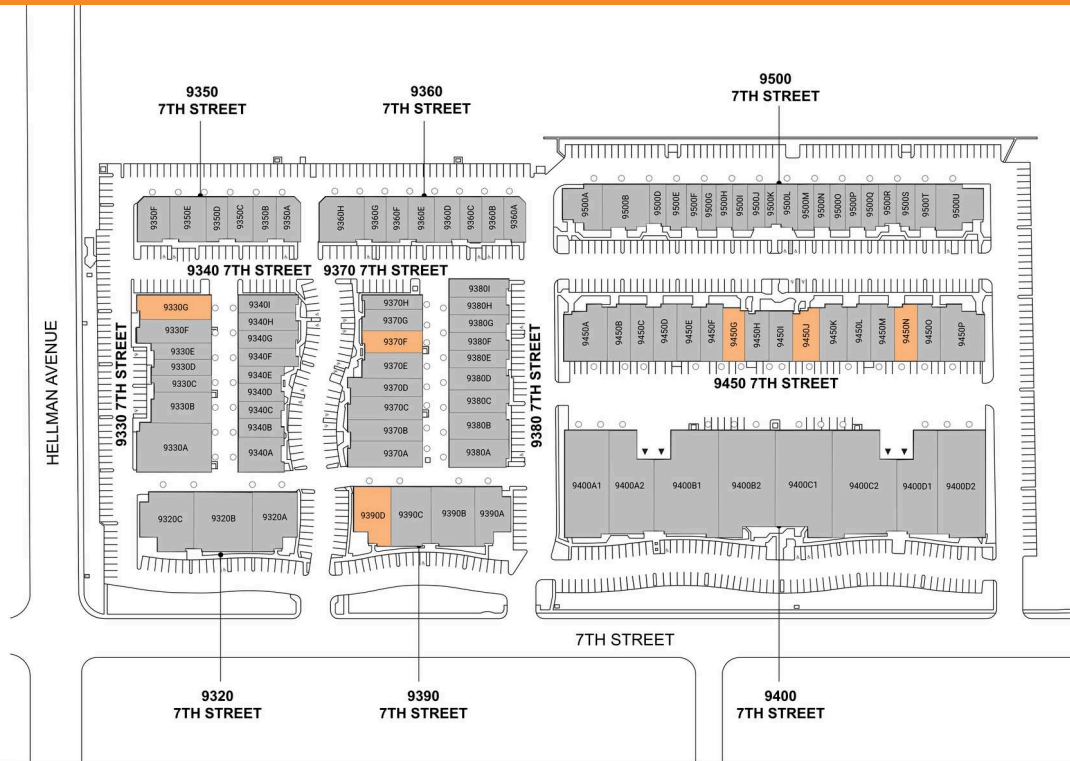 9350
7TH STREET
9360
7TH STREET
9500
7TH STREET
9350F
9350E
9350D
9350C
9350B
9350A
9360H
9360G
9360F
9360E
9360D
9360C
9360B
9360A
9500A
9500B
9500D
9500E
9500F
9500G
9500H
9500I
9500J
9500K
9500L
9500M
9500N
9500O
9500P
9500Q
9500R
9500S
9500T
9500U
9340 7TH STREET
9370 7TH STREET
HELLMAN AVENUE
9330 7TH STREET
9330G
9330F
9330E
9330D
9330C
9330B
9330A
9340I
9340H
9340G
9340F
9340E
9340D
9340C
9340B
9340A
9370H
9370G
9370F
9370E
9370D
9370C
9370B
9370A
9380I
9380H
9380G
9380F
9380E
9380D
9380C
9380B
9380A
9380 7TH STREET
9450A
9450B
9450C
9450D
9450E
9450F
9450G
9450H
9450I
9450J
9450K
9450L
9450M
9450N
9450O
9450P
9450 7TH STREET
9320C
9320B
9320A
9390D
9390C
9390B
9390A
9400A1
9400A2
9400B1
9400B2
9400C1
9400C2
9400D1
9400D2
7TH STREET
9320
7TH STREET
9390
7TH STREET
9400
7TH STREET